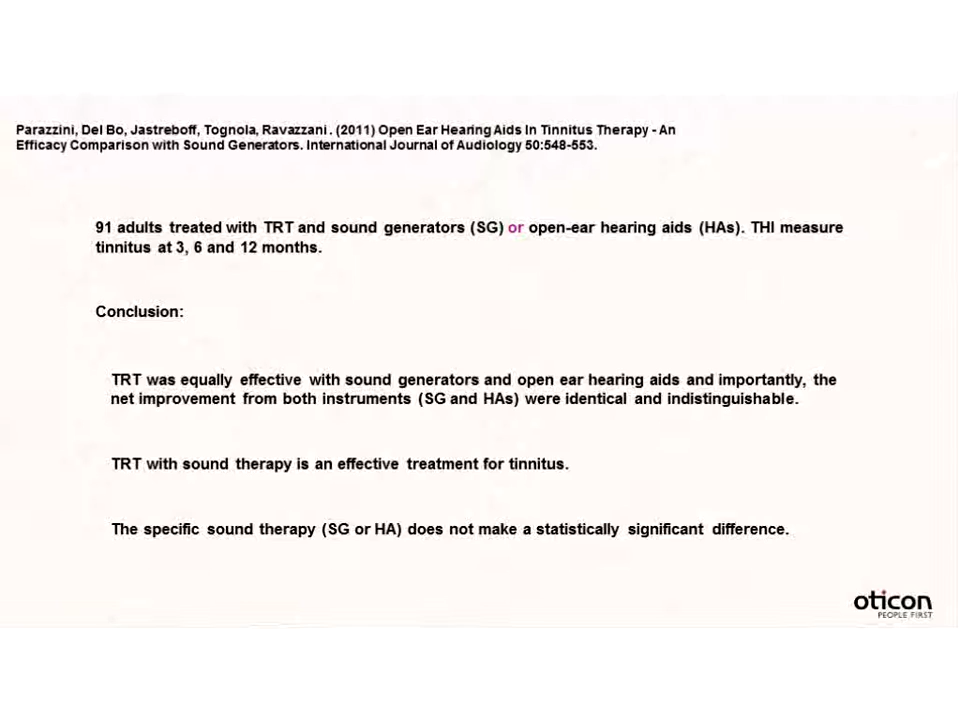 Parazzini, Del Bo, Jastreboff, Tognola, Ravazzani. (2011) Open Ear Hearing Aids In Tinnitus Therapy - An
Efficacy Comparison with Sound Generators. International Journal of Audiology 50:548-553.
91 adults treated with TRT and sound generators (SG) or open-ear hearing aids (HAs). THI measure
tinnitus at 3, 6 and 12 months.
Conclusion:
TRT was equally effective with sound generators and open ear hearing aids and importantly, the
net improvement from both instruments (SG and HAs) were identical and indistinguishable.
TRT with sound therapy is an effective treatment for tinnitus.
The specific sound therapy (SG or HA) does not make a statistically significant difference.
oticon
PEOPLE FIRST